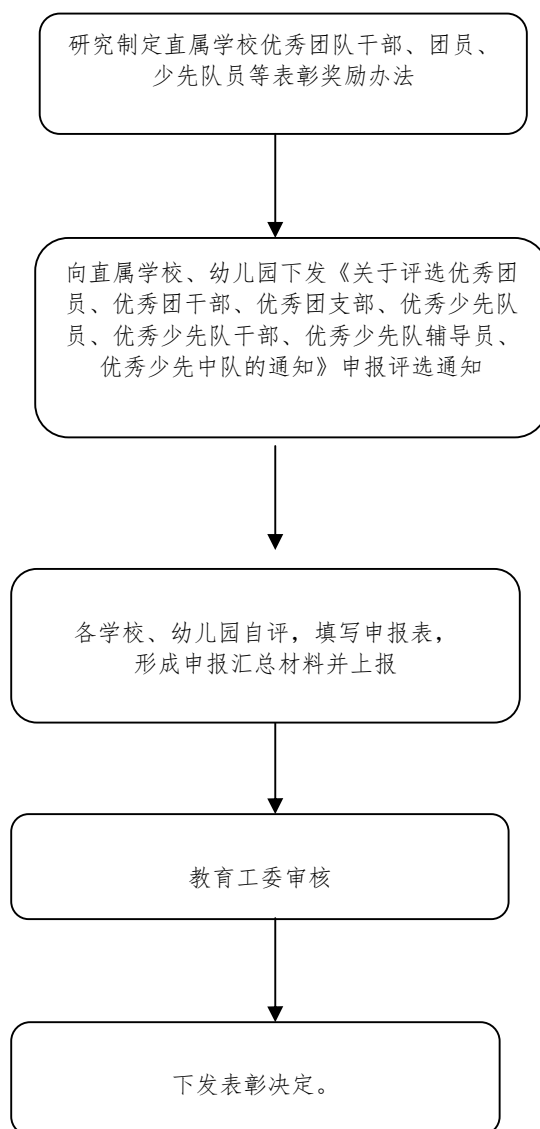 研究制定直属学校优秀团队干部、团员、
少先队员等表彰奖励办法
向直属学校、幼儿园下发《关于评选优秀团
员、优秀团干部、优秀团支部、优秀少先队
员、优秀少先队干部、优秀少先队辅导员、
优秀少先中队的通知》申报评选通知
各学校、幼儿园自评，填写申报表，
形成申报汇总材料并上报
教育工委审核
下发表彰决定。